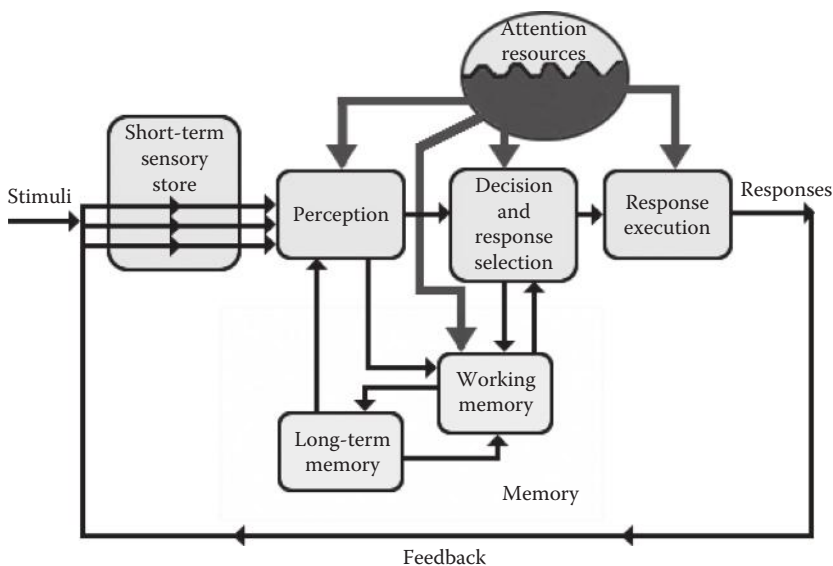 Attention
resources
Short-term
sensory
store
Stimuli
Perception
Decision
and
response
selection
Response
execution
Responses
Working
memory
Long-term
memory
Memory
Feedback